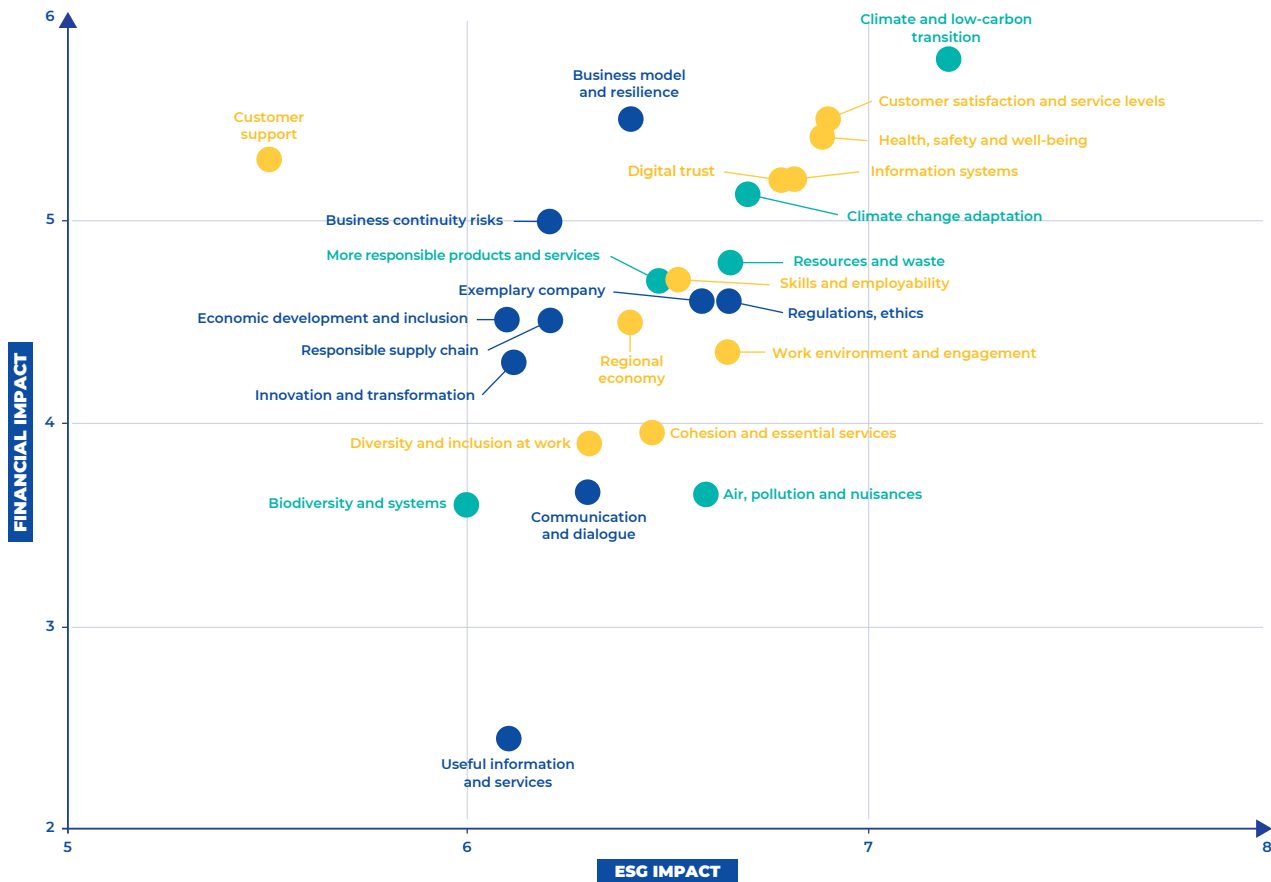 6
Climate and low-carbon
transition
Business model
and resilience
Customer satisfaction and service levels
Customer
support
Health, safety and well-being
Digital trust
Information systems
5
Business continuity risks
Climate change adaptation
More responsible products and services
Resources and waste
Skills and employability
Exemplary company
Regulations, ethics
Economic development and inclusion
Responsible supply chain
Regional
economy
Work environment and engagement
Innovation and transformation
FINANCIAL IMPACT
4
Diversity and inclusion at work
Cohesion and essential services
Biodiversity and systems
Air, pollution and nuisances
Communication
and dialogue
3
Useful information
and services
2
5
6
7
8
ESG IMPACT